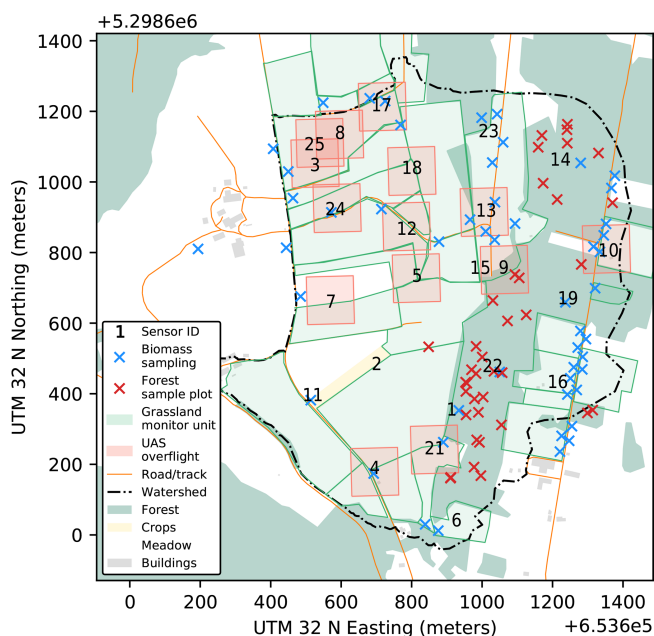 +5.2986e6
1400
1200
1000
800
600
400
200
0
UTM 32 N Northing (meters)
17
8
25
3
18
24
12
13
23
14
10
15 9
5
7
19
2
22
16
11
1
21
4
6
1 Sensor ID
Biomass
sampling
Forest
sample plot
Grassland
monitor unit
UAS
overflight
Road/track
Watershed
Forest
Crops
Meadow
Buildings
0 200 400 600 800 1000 1200 1400
UTM 32 N Easting (meters)
+6.536e5